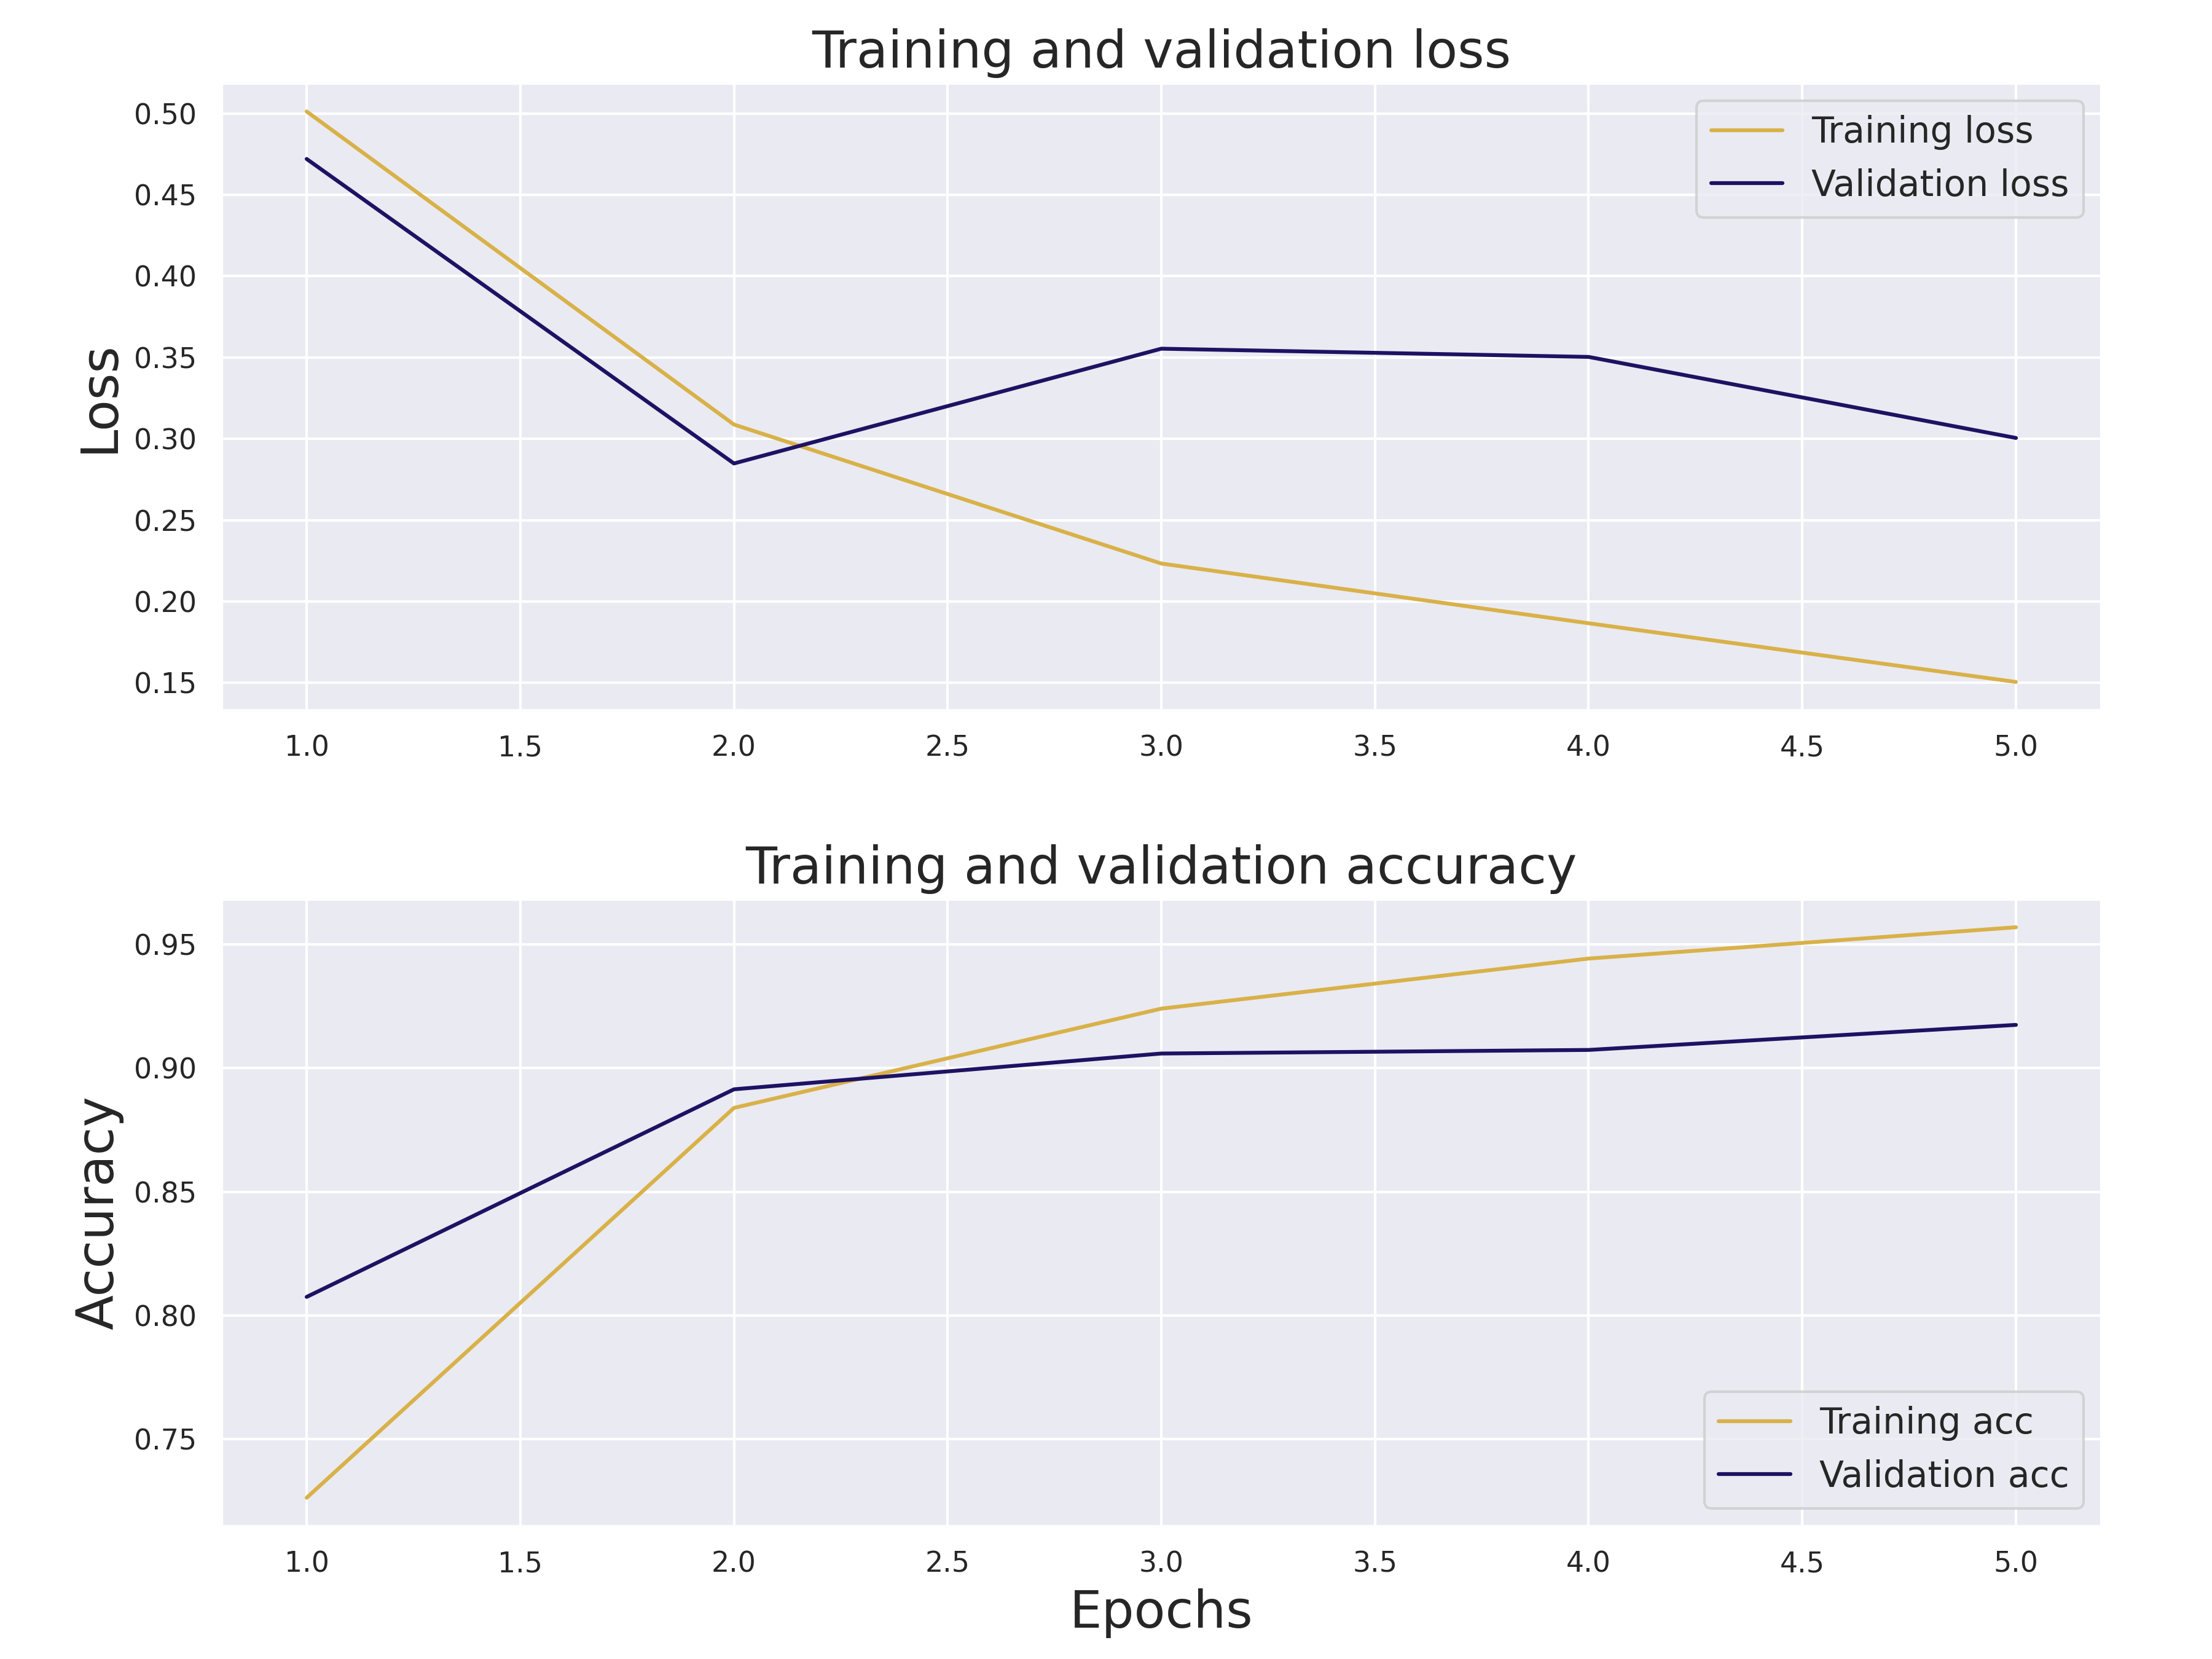 Training and validation loss
Loss
0.50
0.45
0.40
0.35
0.30
0.25
0.20
0.15
Training loss
Validation loss
1.0 1.5 2.0 2.5 3.0 3.5 4.0 4.5 5.0
Training and validation accuracy
Accuracy
0.95
0.90
0.85
0.80
0.75
Training acc
Validation acc
1.0 1.5 2.0 2.5 3.0 3.5 4.0 4.5 5.0
Epochs